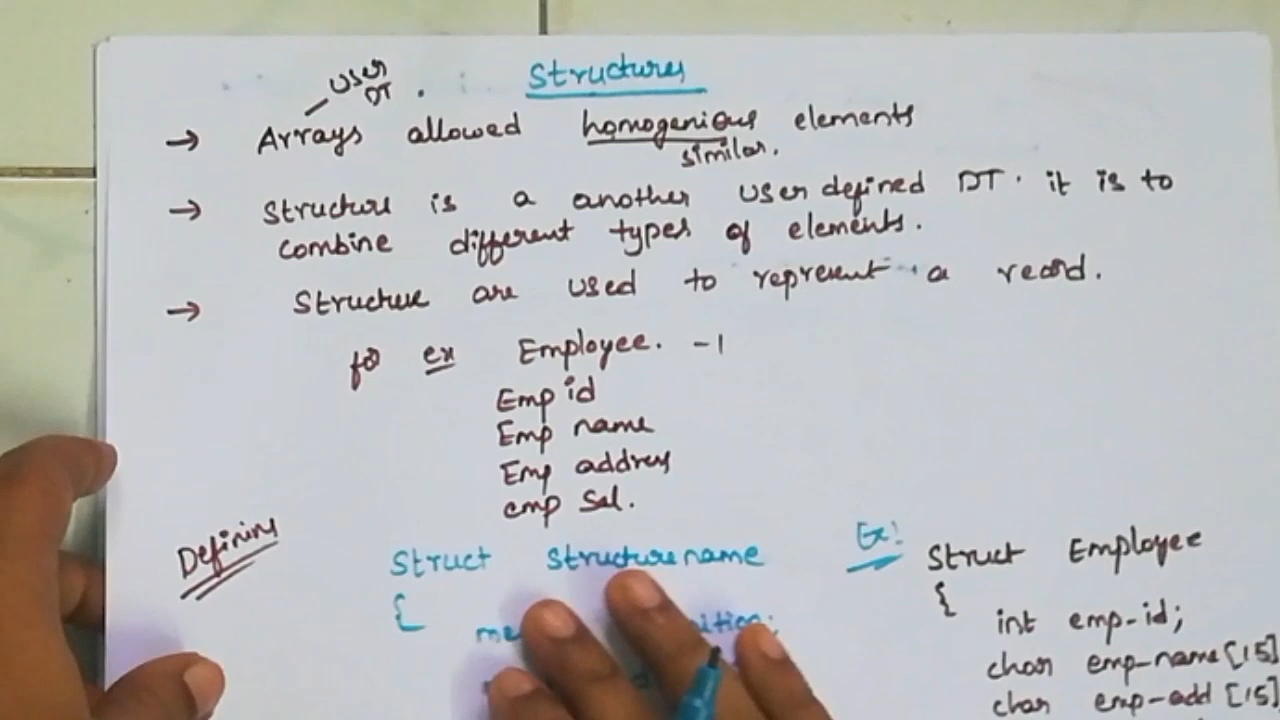 Structures
User
DT.
→ Arrays allowed homogenious elements
similar.
→ Structure is a another user defined DT. it is to
combine different types of elements.
→ Structure are used to represent a record.
for ex Employee. -1
Emp id
Emp name
Emp address
emp Sal.
Defining
Struct Structurename
{
Ex!
Struct Employee
{
int emp-id;
char emp-name[15]
char emp-add [15]